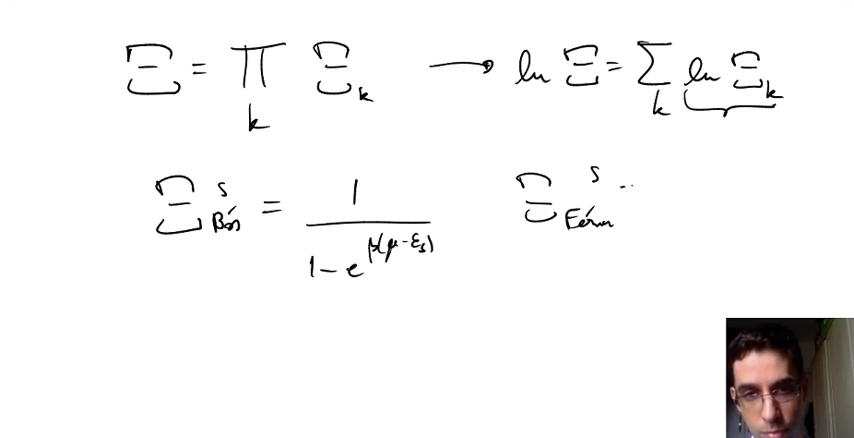 Ξ = ∏_k Ξ_k → ln Ξ = ∑_k ln Ξ_k
Ξ^s_Bós = 1 / (1 - e^{β(μ-ε_s)}) Ξ^s_Férm ..